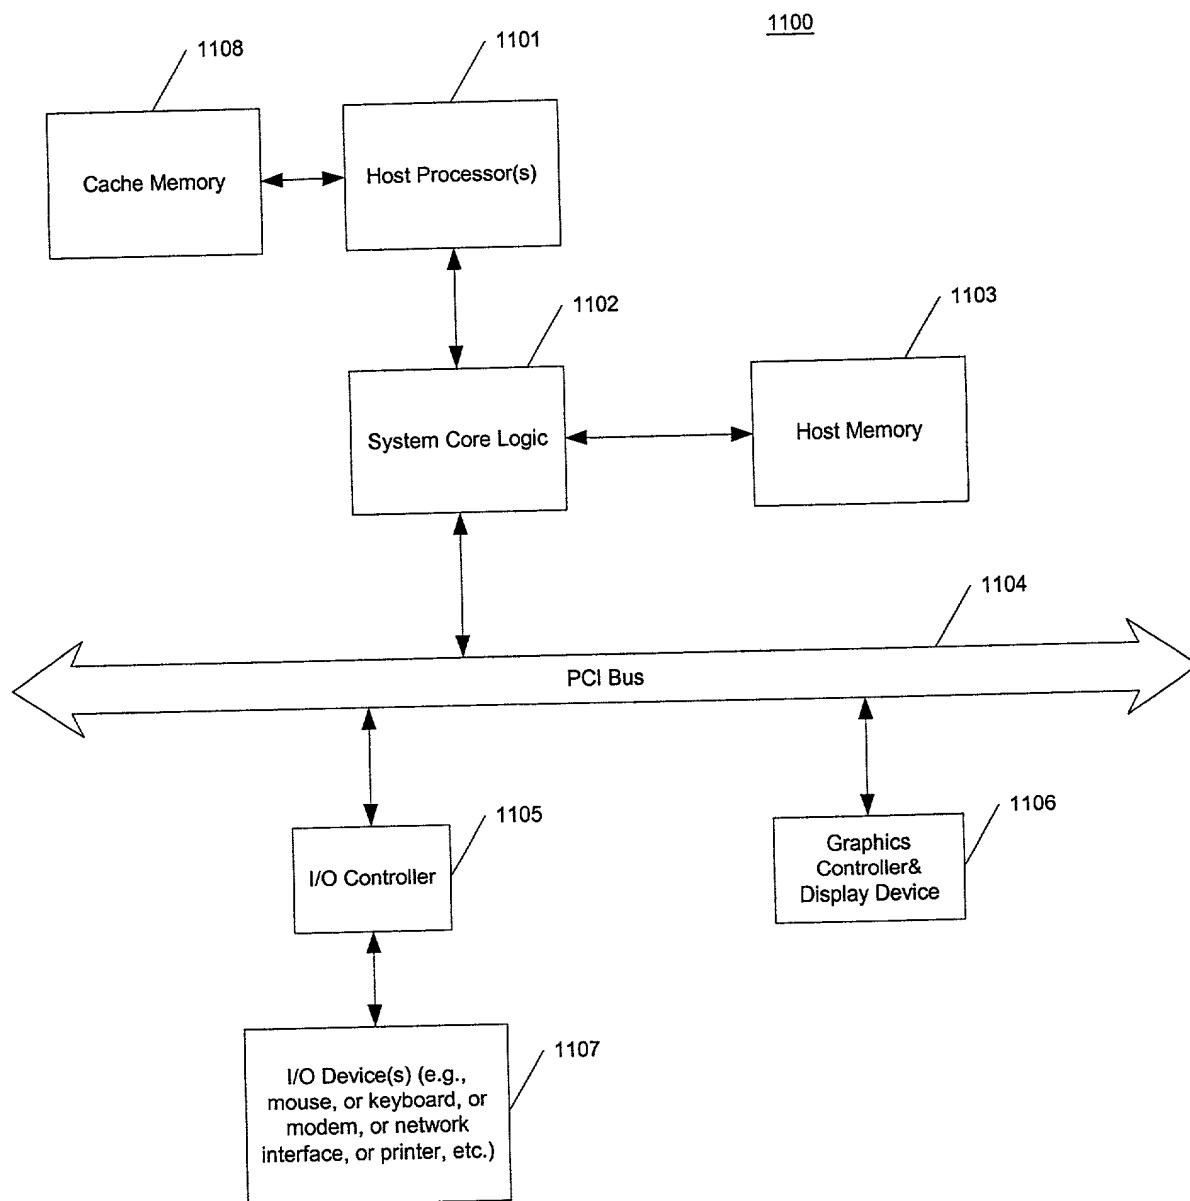 1100
1108
1101
Cache Memory
Host Processor(s)
1102
1103
System Core Logic
Host Memory
1104
PCI Bus
1105
1106
I/O Controller
Graphics
Controller&
Display Device
1107
I/O Device(s) (e.g.,
mouse, or keyboard, or
modem, or network
interface, or printer, etc.)